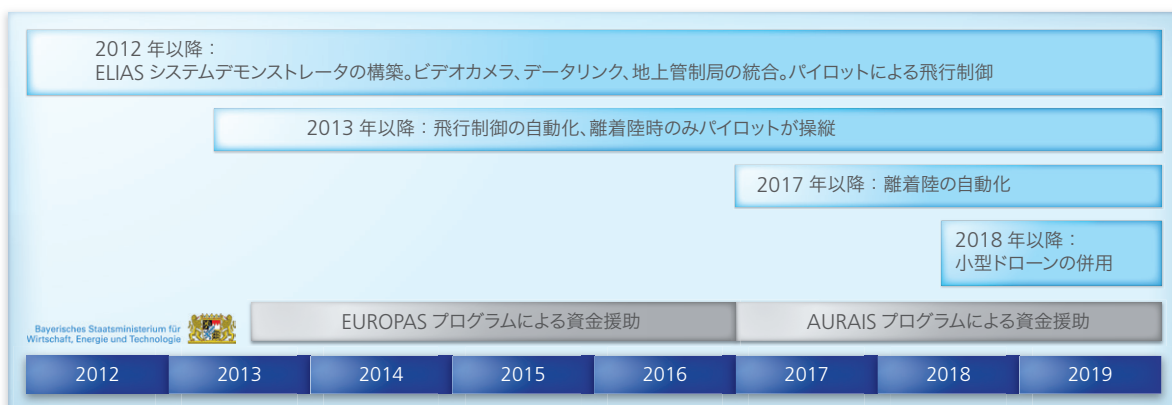 2012 年以降：
ELIAS システムデモンストレータの構築。ビデオカメラ、データリンク、地上管制局の統合。パイロットによる飛行制御
2013 年以降：飛行制御の自動化、離着陸時のみパイロットが操縦
2017 年以降：離着陸の自動化
2018 年以降：
小型ドローンの併用
Bayerisches Staatsministerium für
Wirtschaft, Energie und Technologie
EUROPAS プログラムによる資金援助
AURAIS プログラムによる資金援助
2012 2013 2014 2015 2016 2017 2018 2019